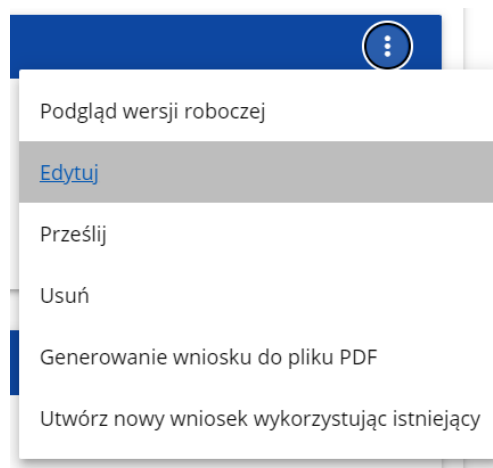 Podgląd wersji roboczej
Edytuj
Prześlij
Usuń
Generowanie wniosku do pliku PDF
Utwórz nowy wniosek wykorzystując istniejący